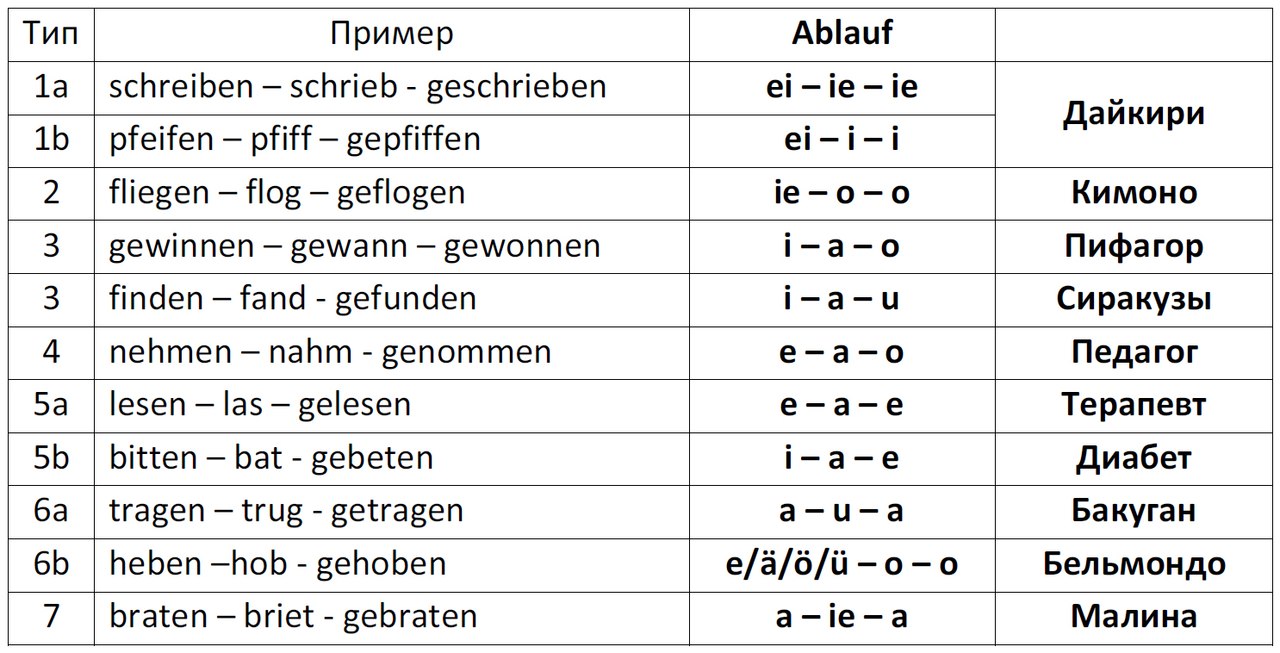 Тип Пример Ablauf
1a schreiben – schrieb - geschrieben ei – ie – ie Дайкири
1b pfeifen – pfiff – gepfiffen ei – i – i
2 fliegen – flog – geflogen ie – o – o Кимоно
3 gewinnen – gewann – gewonnen i – a – o Пифагор
3 finden – fand - gefunden i – a – u Сиракузы
4 nehmen – nahm - genommen e – a – o Педагог
5a lesen – las – gelesen e – a – e Терапевт
5b bitten – bat - gebeten i – a – e Диабет
6a tragen – trug - getragen a – u – a Бакуган
6b heben –hob - gehoben e/ä/ö/ü – o – o Бельмондо
7 braten – briet - gebraten a – ie – a Малина